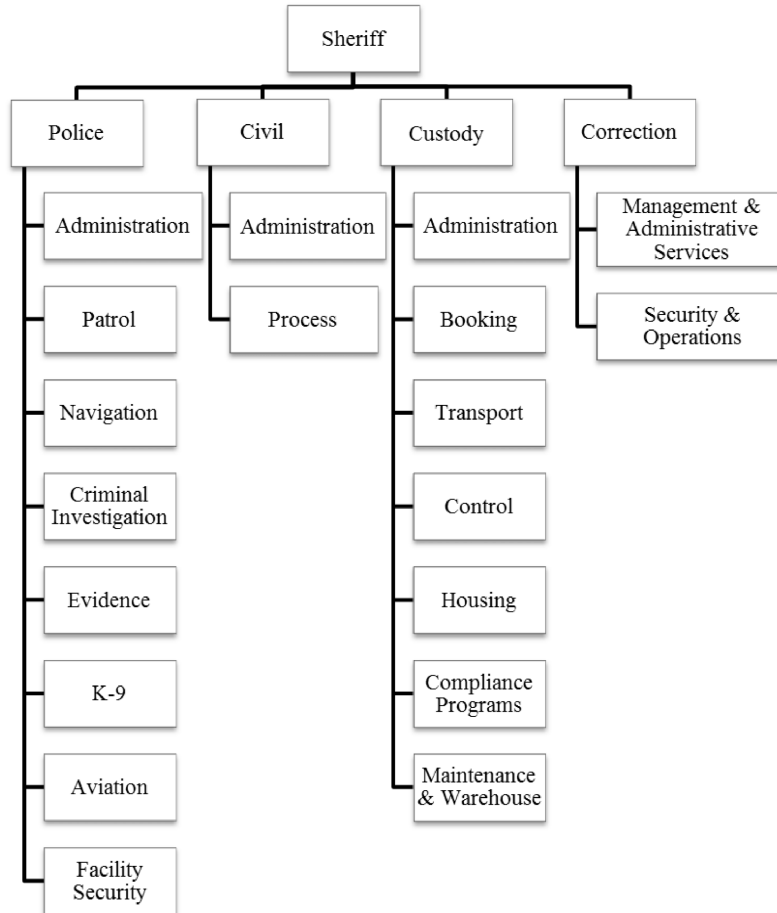 Sheriff
Police
Civil
Custody
Correction
Administration
Patrol
Navigation
Criminal
Investigation
Evidence
K-9
Aviation
Facility
Security
Administration
Process
Administration
Booking
Transport
Control
Housing
Compliance
Programs
Maintenance
& Warehouse
Management &
Administrative
Services
Security &
Operations